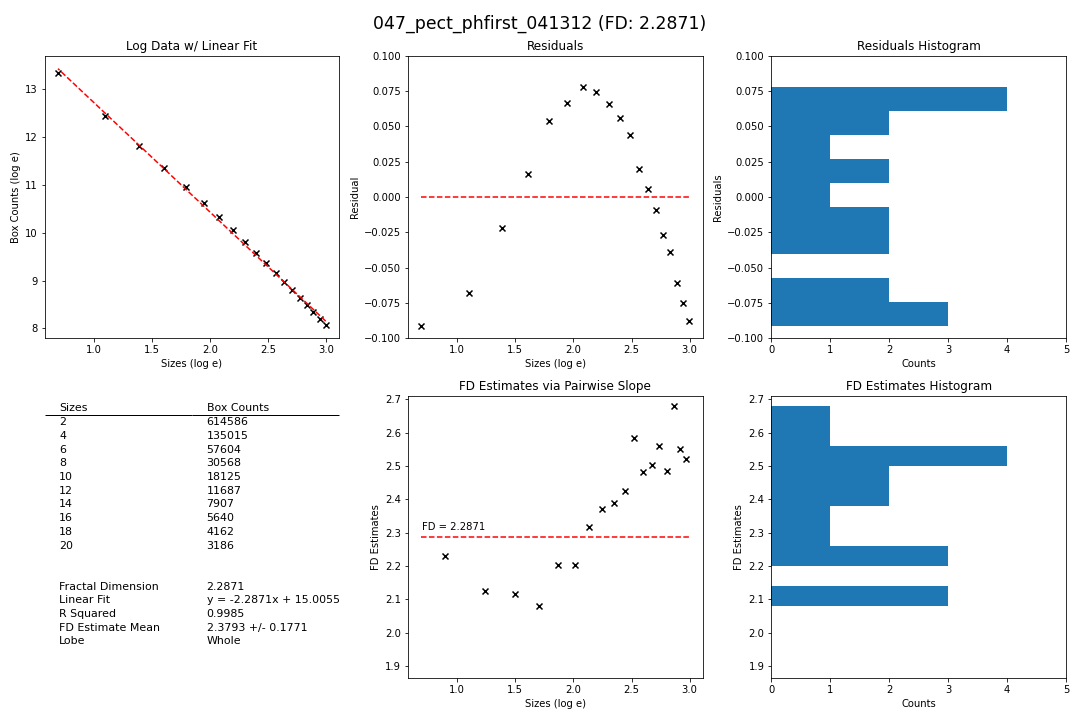 047_pect_phfirst_041312 (FD: 2.2871)
Log Data w/ Linear Fit
Box Counts (log e)
13
12
11
10
9
8
1.0 1.5 2.0 2.5 3.0
Sizes (log e)
Residuals
Residual
0.100
0.075
0.050
0.025
0.000
−0.025
−0.050
−0.075
−0.100
1.0 1.5 2.0 2.5 3.0
Sizes (log e)
Residuals Histogram
Residuals
0.100
0.075
0.050
0.025
0.000
−0.025
−0.050
−0.075
−0.100
0 1 2 3 4 5
Counts
Sizes Box Counts
2 614586
4 135015
6 57604
8 30568
10 18125
12 11687
14 7907
16 5640
18 4162
20 3186
Fractal Dimension 2.2871
Linear Fit y = -2.2871x + 15.0055
R Squared 0.9985
FD Estimate Mean 2.3793 +/- 0.1771
Lobe Whole
FD Estimates via Pairwise Slope
FD Estimates
2.7
2.6
2.5
2.4
2.3
2.2
2.1
2.0
1.9
FD = 2.2871
1.0 1.5 2.0 2.5 3.0
Sizes (log e)
FD Estimates Histogram
FD Estimates
2.7
2.6
2.5
2.4
2.3
2.2
2.1
2.0
1.9
0 1 2 3 4 5
Counts